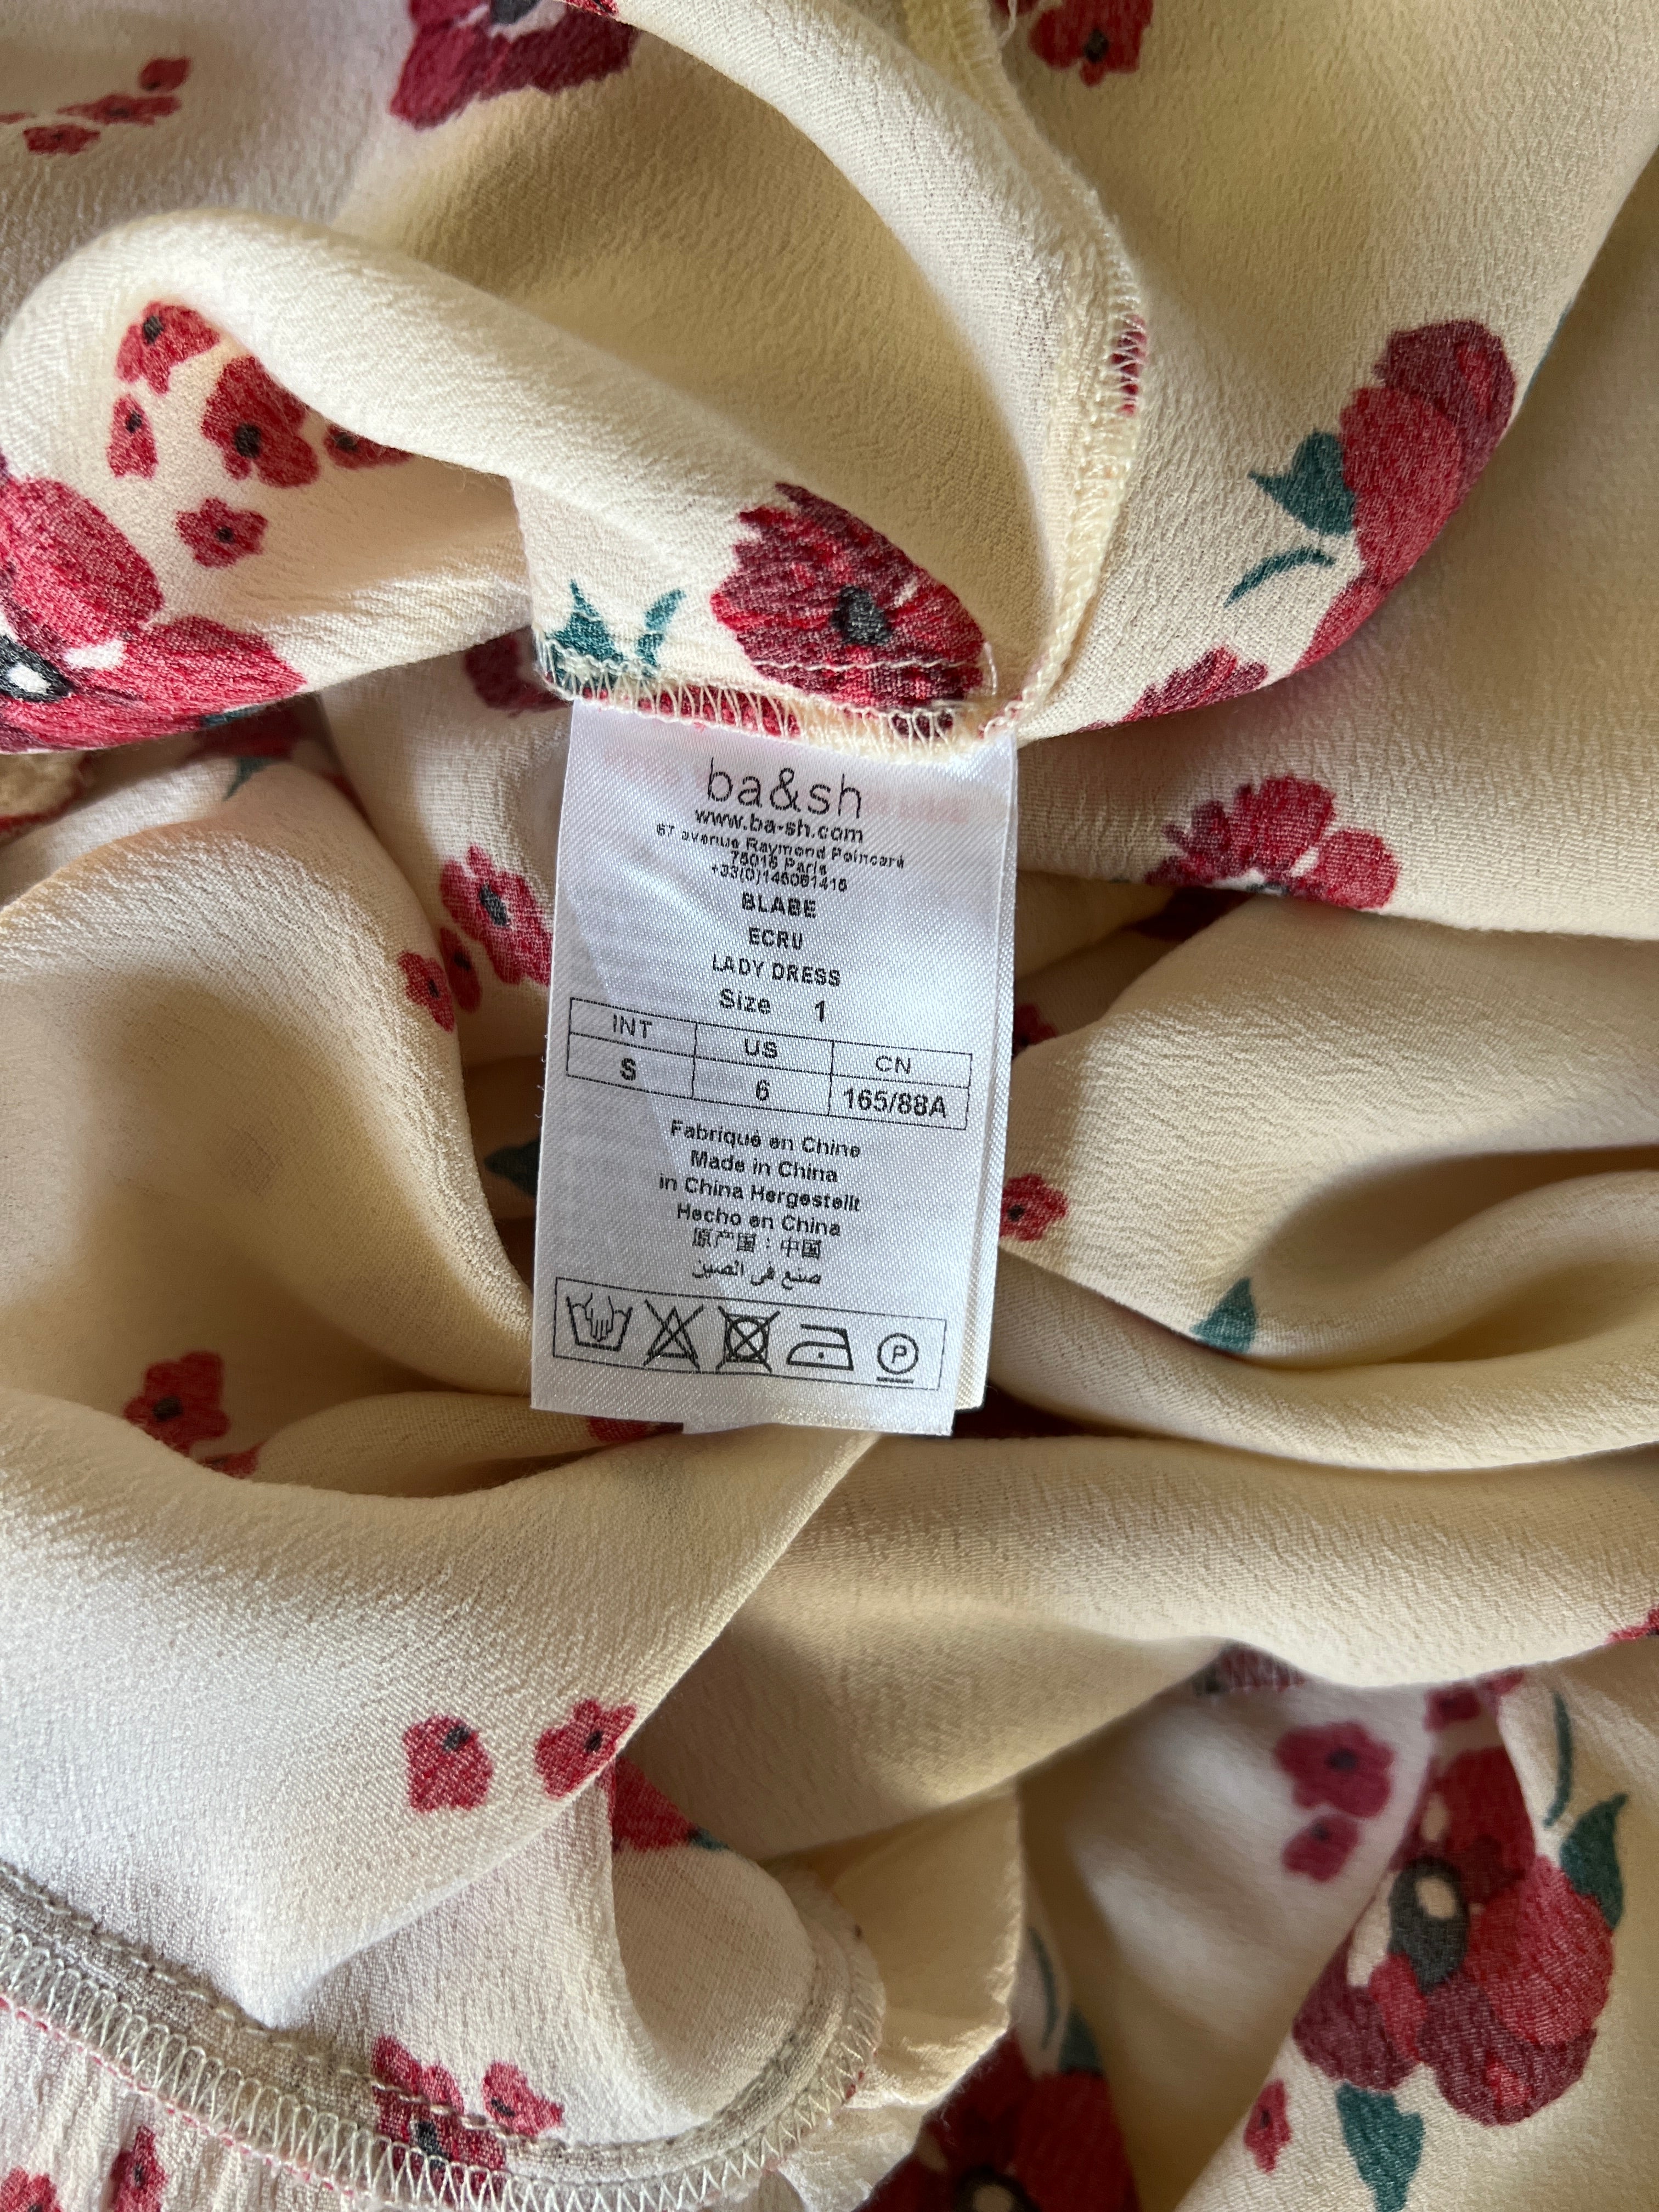 ba&sh
www.ba-sh.com
67 avenue Raymond Poincaré
75016 Paris
+33(0)145061415
BLABE
ECRU
LADY DRESS
Size 1
INT US CN
S 6 165/88A
Fabriqué en Chine
Made in China
in China Hergestellt
Hecho en China
原产国：中国
صنع في الصين
P